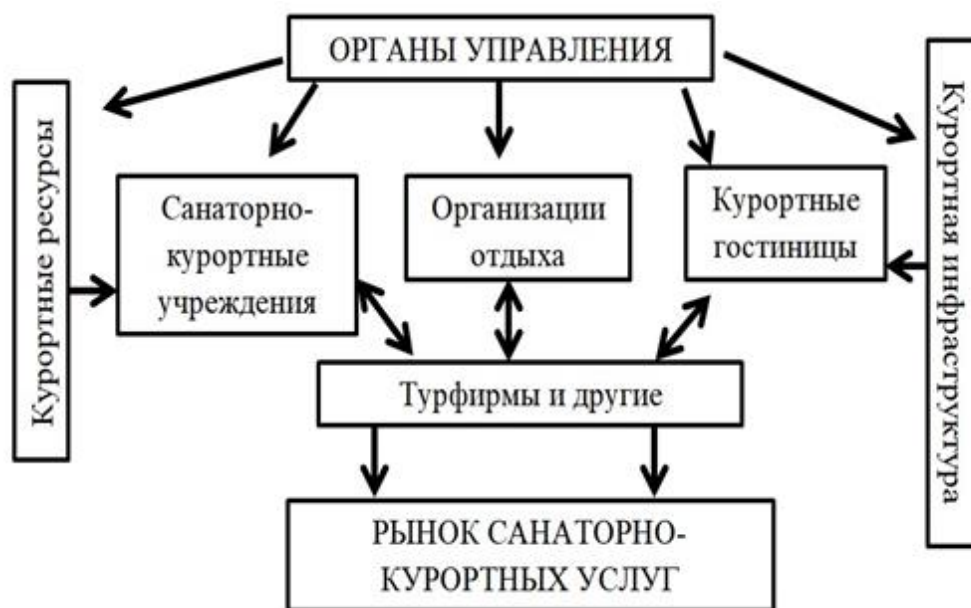 ОРГАНЫ УПРАВЛЕНИЯ
Курортные ресурсы
Санаторно-
курортные
учреждения
Организации
отдыха
Курортные
гостиницы
Курортная инфраструктура
Турфирмы и другие
РЫНОК САНАТОРНО-
КУРОРТНЫХ УСЛУГ